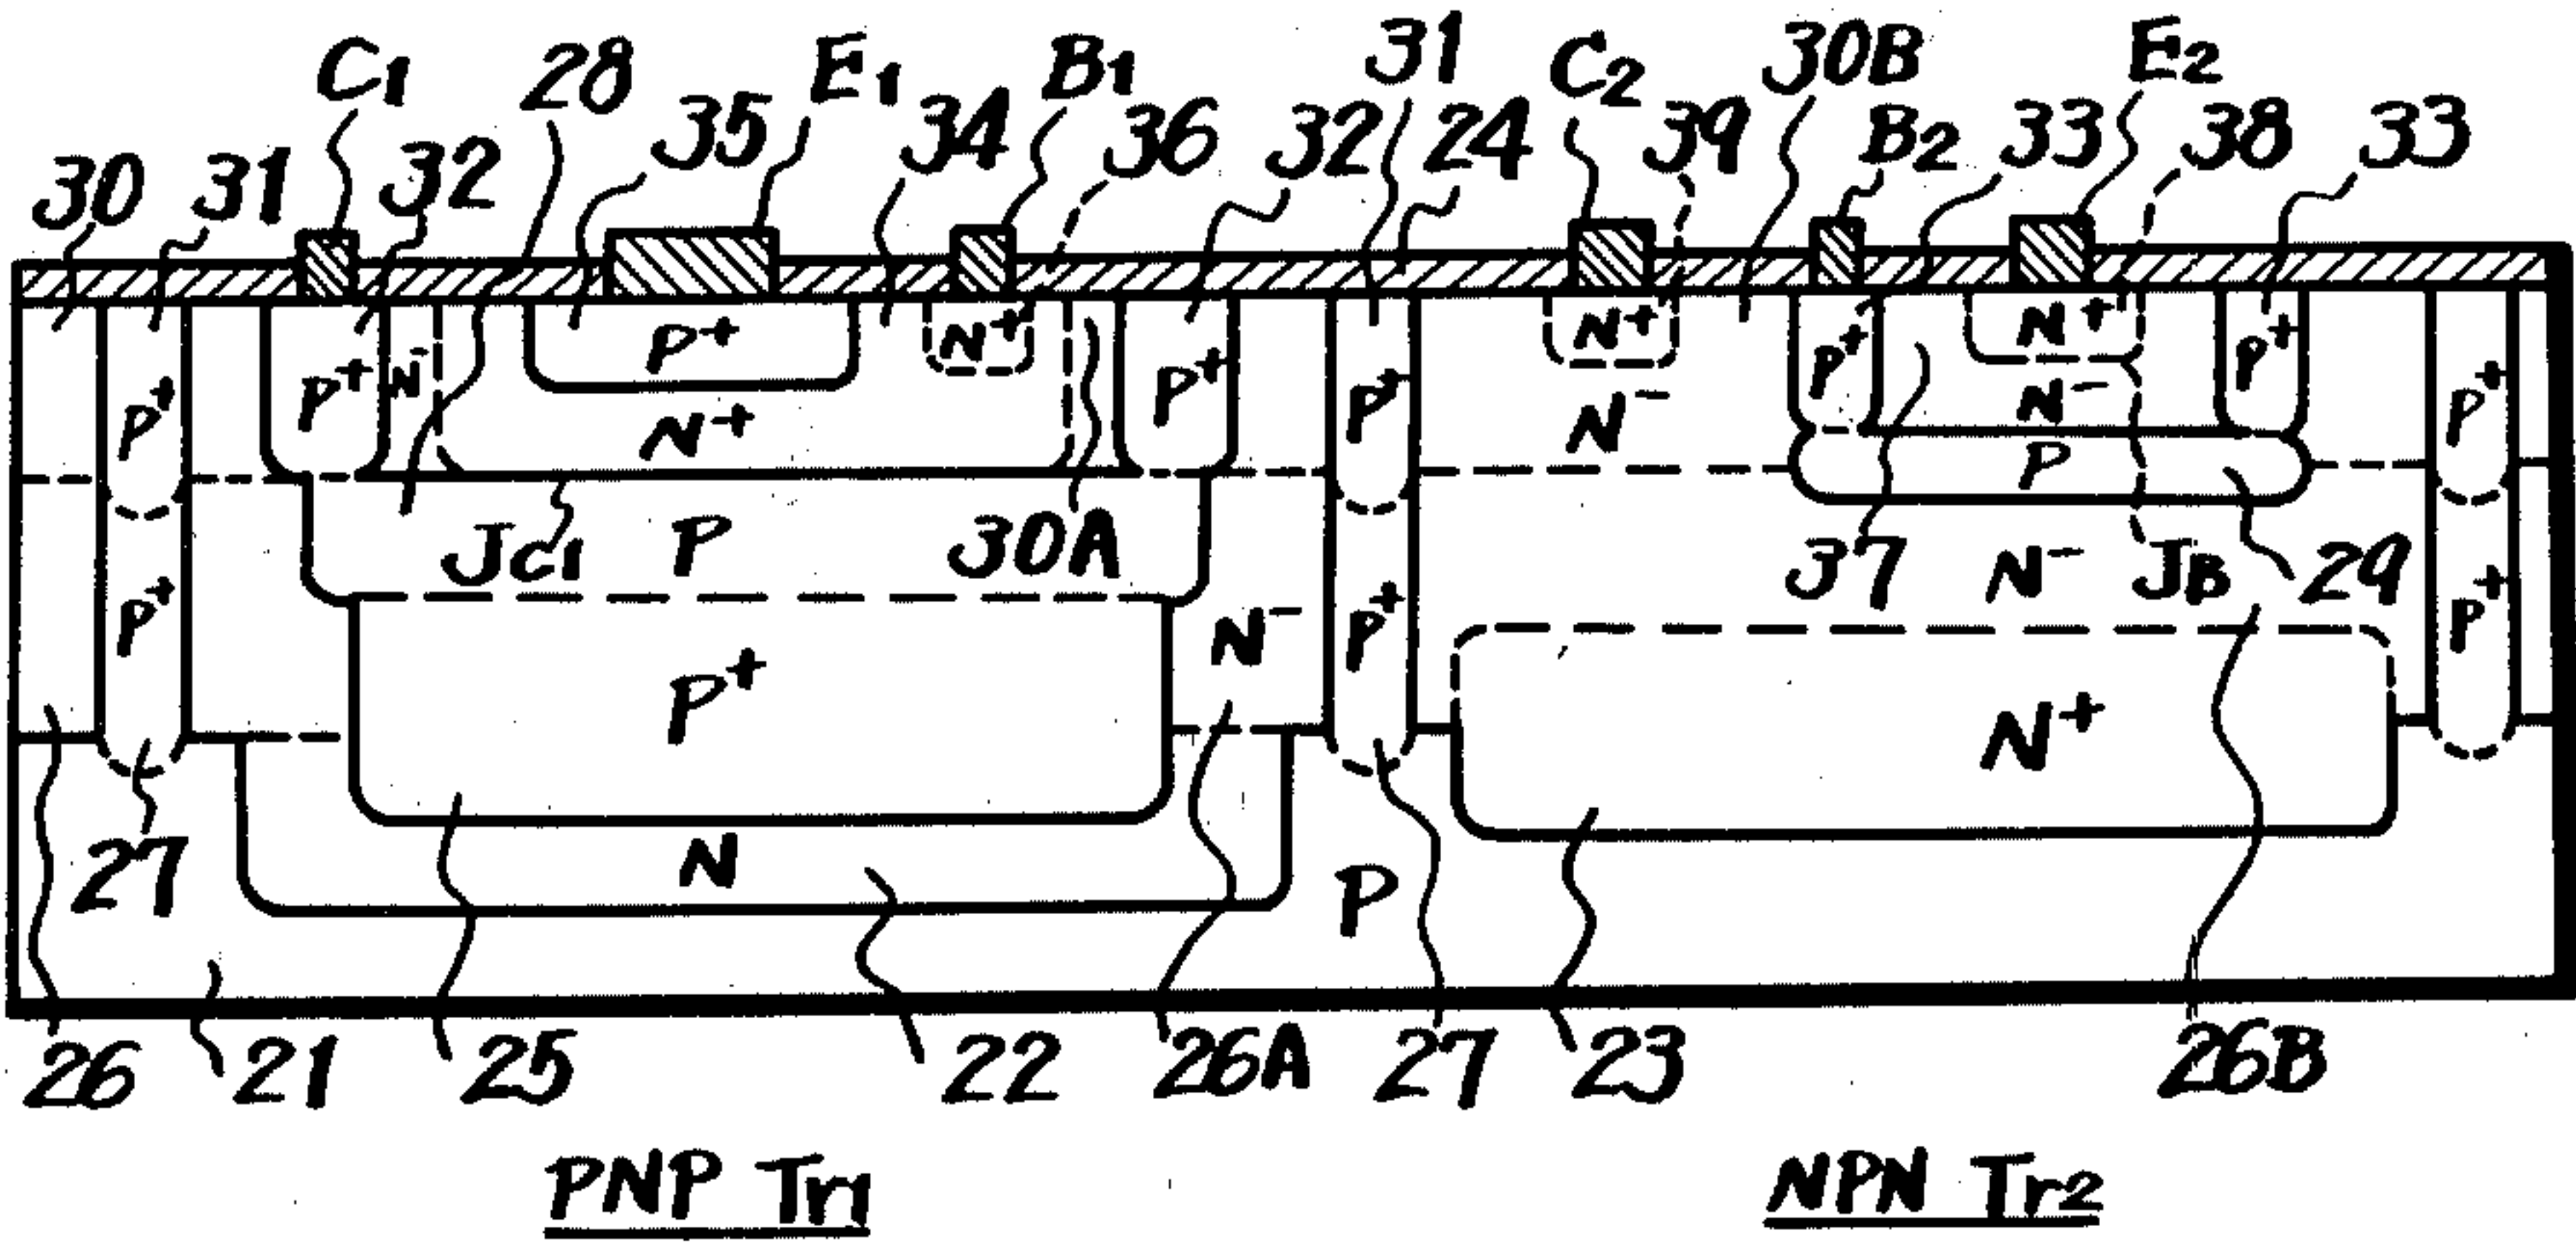 C1 28 E1 B1 31 C2 30B E2
30 31 32 35 34 36 32 24 39 B2 33 38 33
P+ N+ N+ N+
P+ P+ N- P+ P+ N- P+ N- P+ P+
N+ P
JC1 P 30A 37 N- JB 29
P+ N- P+ P+
P+ N+
27 N P
26 21 25 22 26A 27 23 26B
PNP Tr1 NPN Tr2